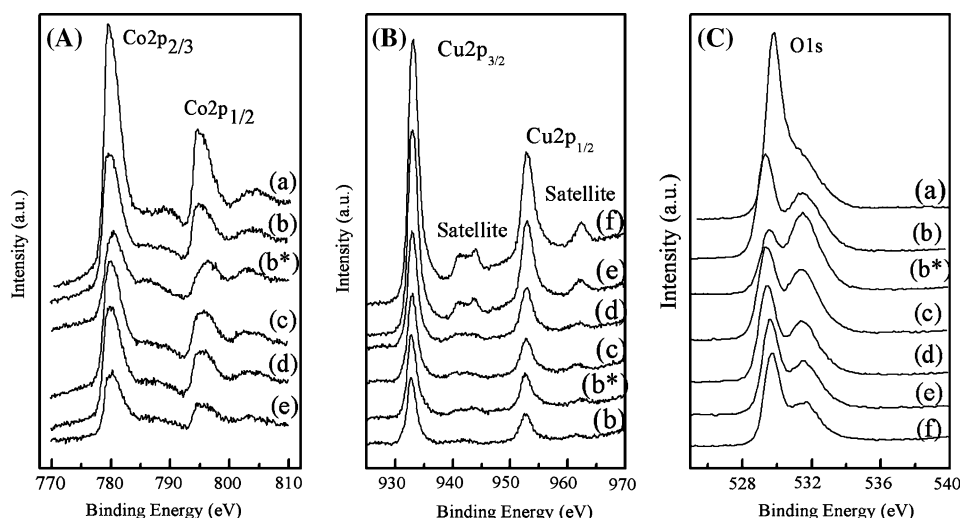 (A)
Co2p2/3
Co2p1/2
(a)
(b)
(b*)
(c)
(d)
(e)
Intensity (a.u.)
770 780 790 800 810
Binding Energy (eV)
(B)
Cu2p3/2
Cu2p1/2
Satellite
Satellite
(f)
(e)
(d)
(c)
(b*)
(b)
Intensity (a.u.)
930 940 950 960 970
Binding Energy (eV)
(C)
O1s
(a)
(b)
(b*)
(c)
(d)
(e)
(f)
Intensity (a.u.)
528 532 536 540
Binding Energy (eV)